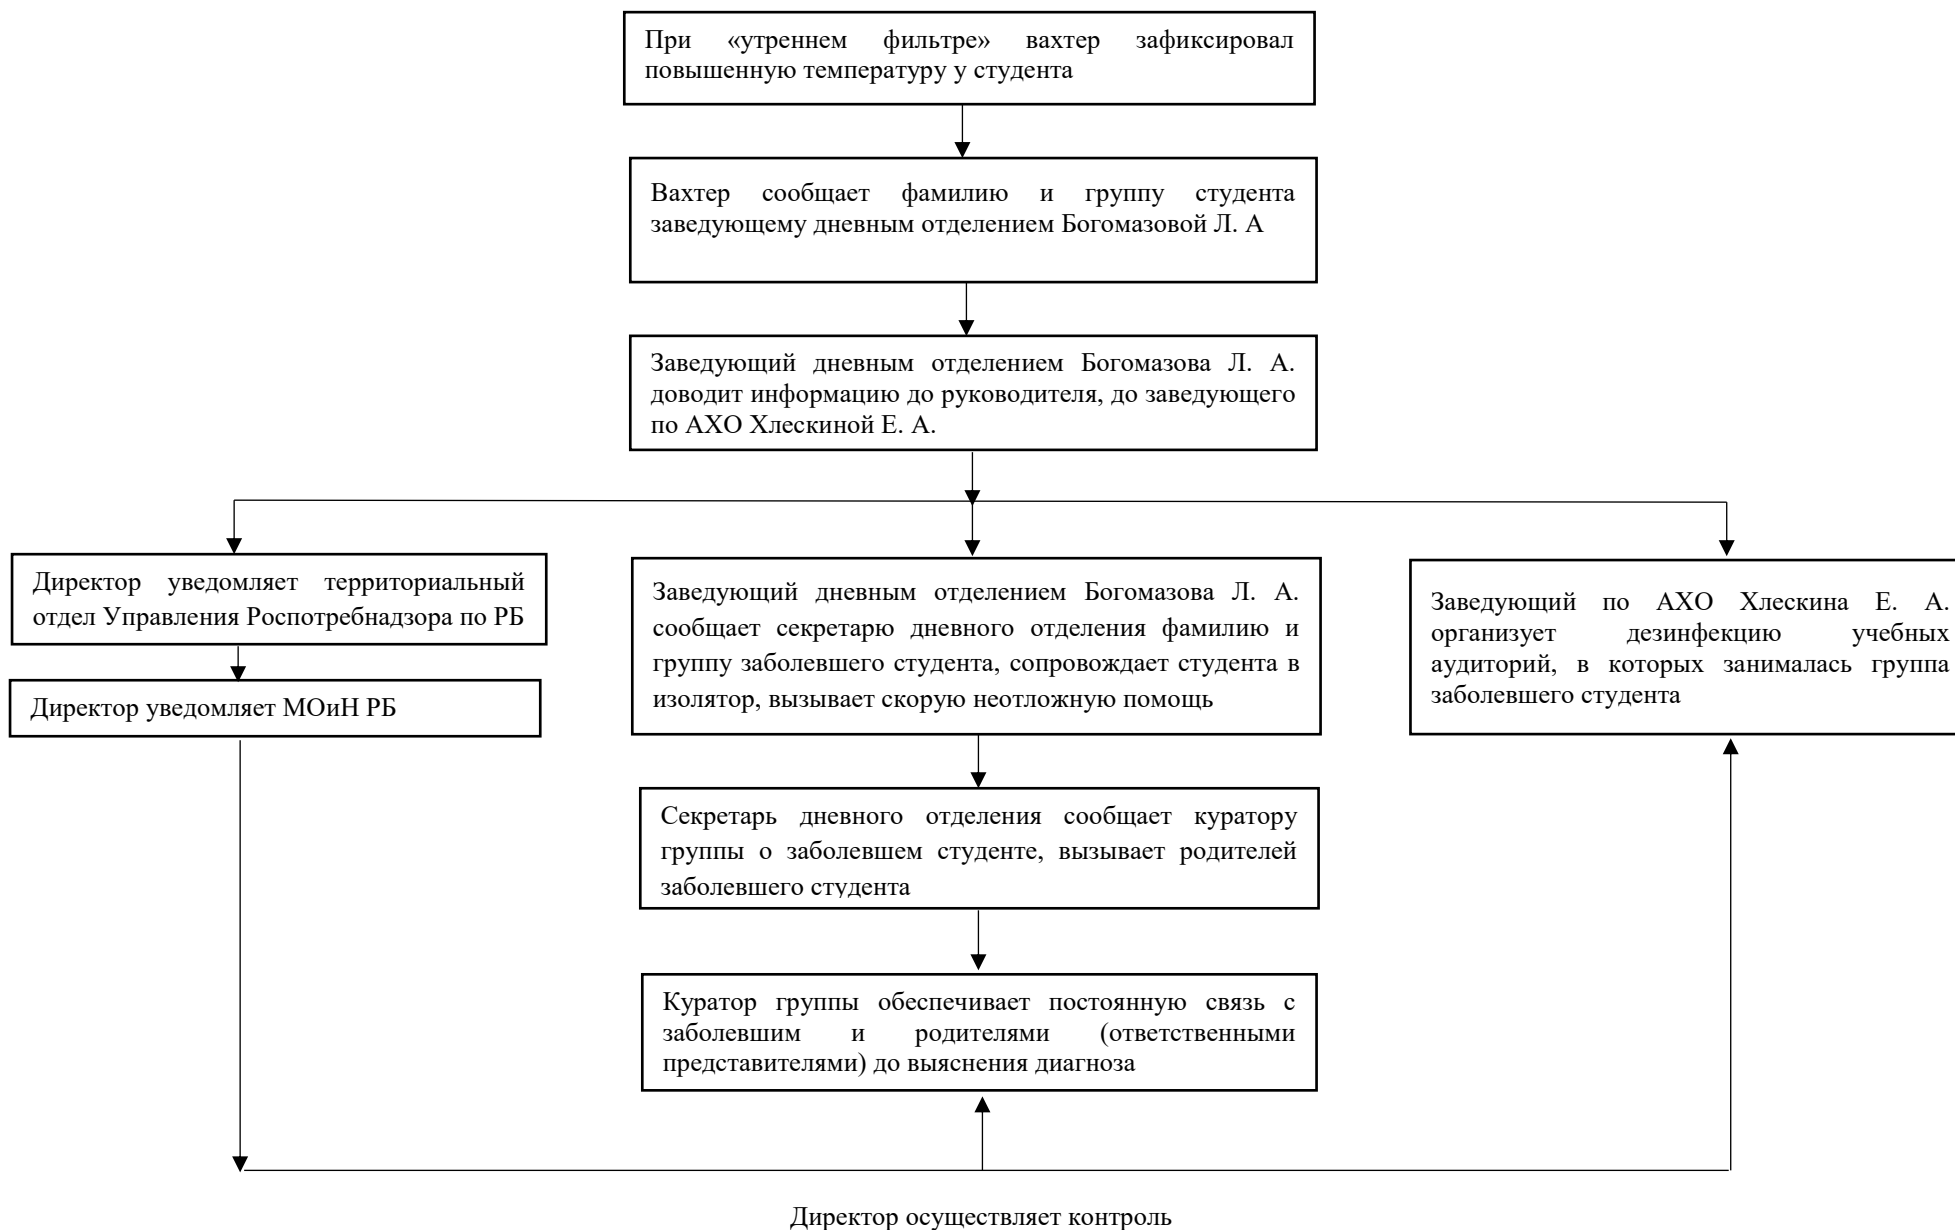 При «утреннем фильтре» вахтер зафиксировал
повышенную температуру у студента
Вахтер сообщает фамилию и группу студента
заведующему дневным отделением Богомазовой Л. А
Заведующий дневным отделением Богомазова Л. А.
доводит информацию до руководителя, до заведующего
по АХО Хлескиной Е. А.
Директор уведомляет территориальный
отдел Управления Роспотребнадзора по РБ
Директор уведомляет МОиН РБ
Заведующий дневным отделением Богомазова Л. А.
сообщает секретарю дневного отделения фамилию и
группу заболевшего студента, сопровождает студента в
изолятор, вызывает скорую неотложную помощь
Секретарь дневного отделения сообщает куратору
группы о заболевшем студенте, вызывает родителей
заболевшего студента
Куратор группы обеспечивает постоянную связь с
заболевшим и родителями (ответственными
представителями) до выяснения диагноза
Заведующий по АХО Хлескина Е. А.
организует дезинфекцию учебных
аудиторий, в которых занималась группа
заболевшего студента
Директор осуществляет контроль